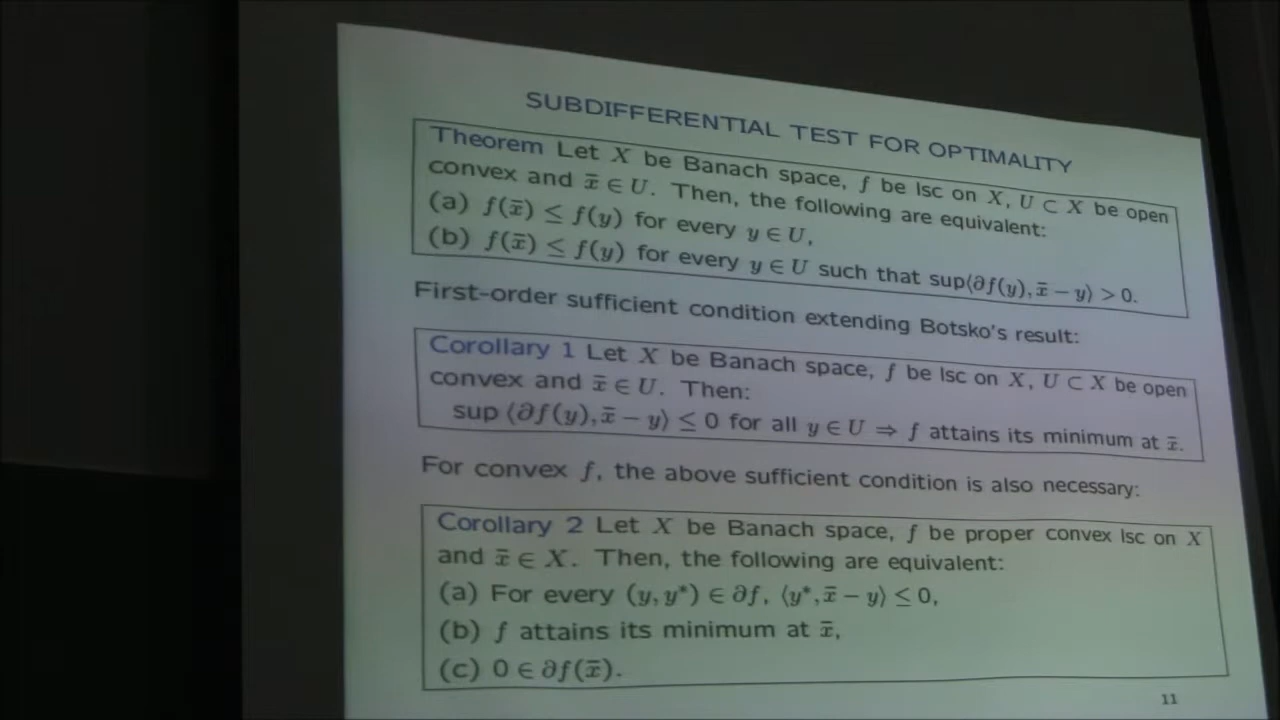 SUBDIFFERENTIAL TEST FOR OPTIMALITY
Theorem Let X be Banach space, f be lsc on X, U ⊂ X be open
convex and x̄ ∈ U. Then, the following are equivalent:
(a) f(x̄) ≤ f(y) for every y ∈ U,
(b) f(x̄) ≤ f(y) for every y ∈ U such that sup⟨∂f(y), x̄ − y⟩ > 0.
First-order sufficient condition extending Botsko's result:
Corollary 1 Let X be Banach space, f be lsc on X, U ⊂ X be open
convex and x̄ ∈ U. Then:
sup ⟨∂f(y), x̄ − y⟩ ≤ 0 for all y ∈ U ⇒ f attains its minimum at x̄.
For convex f, the above sufficient condition is also necessary:
Corollary 2 Let X be Banach space, f be proper convex lsc on X
and x̄ ∈ X. Then, the following are equivalent:
(a) For every (y, y*) ∈ ∂f, ⟨y*, x̄ − y⟩ ≤ 0,
(b) f attains its minimum at x̄,
(c) 0 ∈ ∂f(x̄).
11